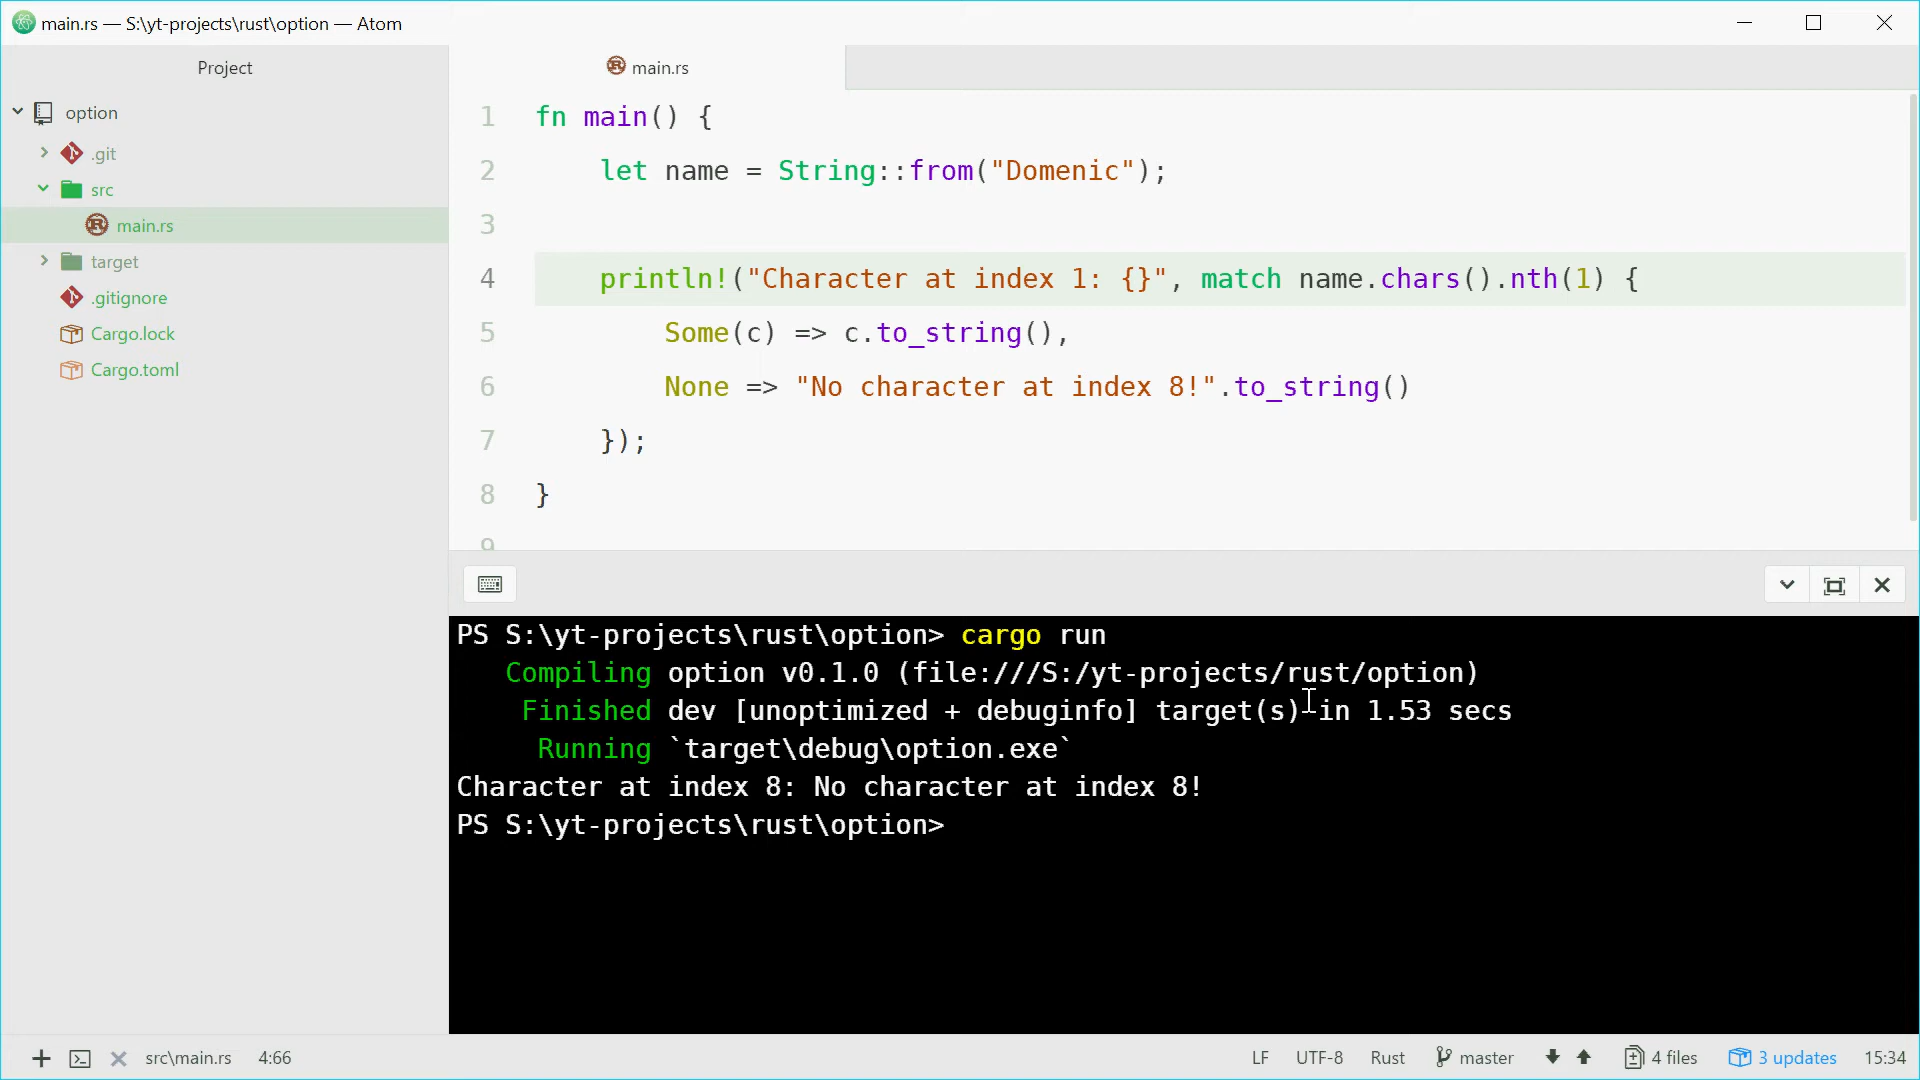 main.rs — S:\yt-projects\rust\option — Atom
Project
option
.git
src
main.rs
target
.gitignore
Cargo.lock
Cargo.toml
main.rs
1 fn main() {
2     let name = String::from("Domenic");
3
4     println!("Character at index 1: {}", match name.chars().nth(1) {
5         Some(c) => c.to_string(),
6         None => "No character at index 8!".to_string()
7     });
8 }
9
PS S:\yt-projects\rust\option> cargo run
   Compiling option v0.1.0 (file:///S:/yt-projects/rust/option)
    Finished dev [unoptimized + debuginfo] target(s) in 1.53 secs
     Running `target\debug\option.exe`
Character at index 8: No character at index 8!
PS S:\yt-projects\rust\option>
src\main.rs 4:66 LF UTF-8 Rust master 4 files 3 updates 15:34